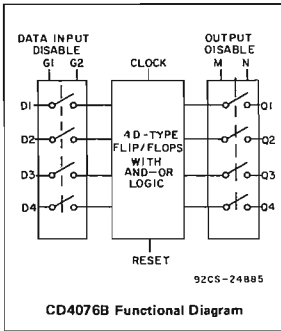 DATA INPUT DISABLE
G1 G2
CLOCK
OUTPUT DISABLE
M N
D1
D2
D3
D4
4 D-TYPE
FLIP/FLOPS
WITH
AND-OR
LOGIC
Q1
Q2
Q3
Q4
RESET
92CS-24885
CD4076B Functional Diagram